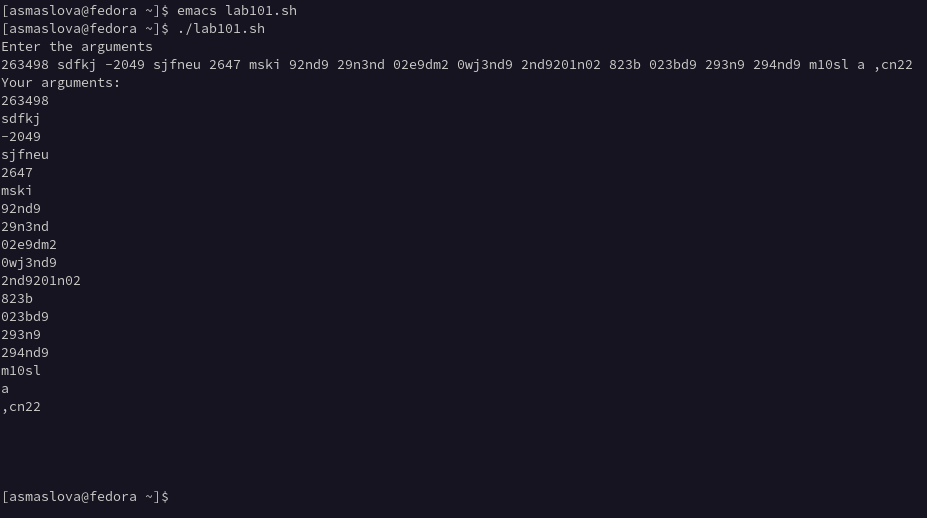 [asmaslova@fedora ~]$ emacs lab101.sh
[asmaslova@fedora ~]$ ./lab101.sh
Enter the arguments
263498 sdfkj -2049 sjfneu 2647 mski 92nd9 29n3nd 02e9dm2 0wj3nd9 2nd9201n02 823b 023bd9 293n9 294nd9 m10sl a ,cn22
Your arguments:
263498
sdfkj
-2049
sjfneu
2647
mski
92nd9
29n3nd
02e9dm2
0wj3nd9
2nd9201n02
823b
023bd9
293n9
294nd9
m10sl
a
,cn22
[asmaslova@fedora ~]$